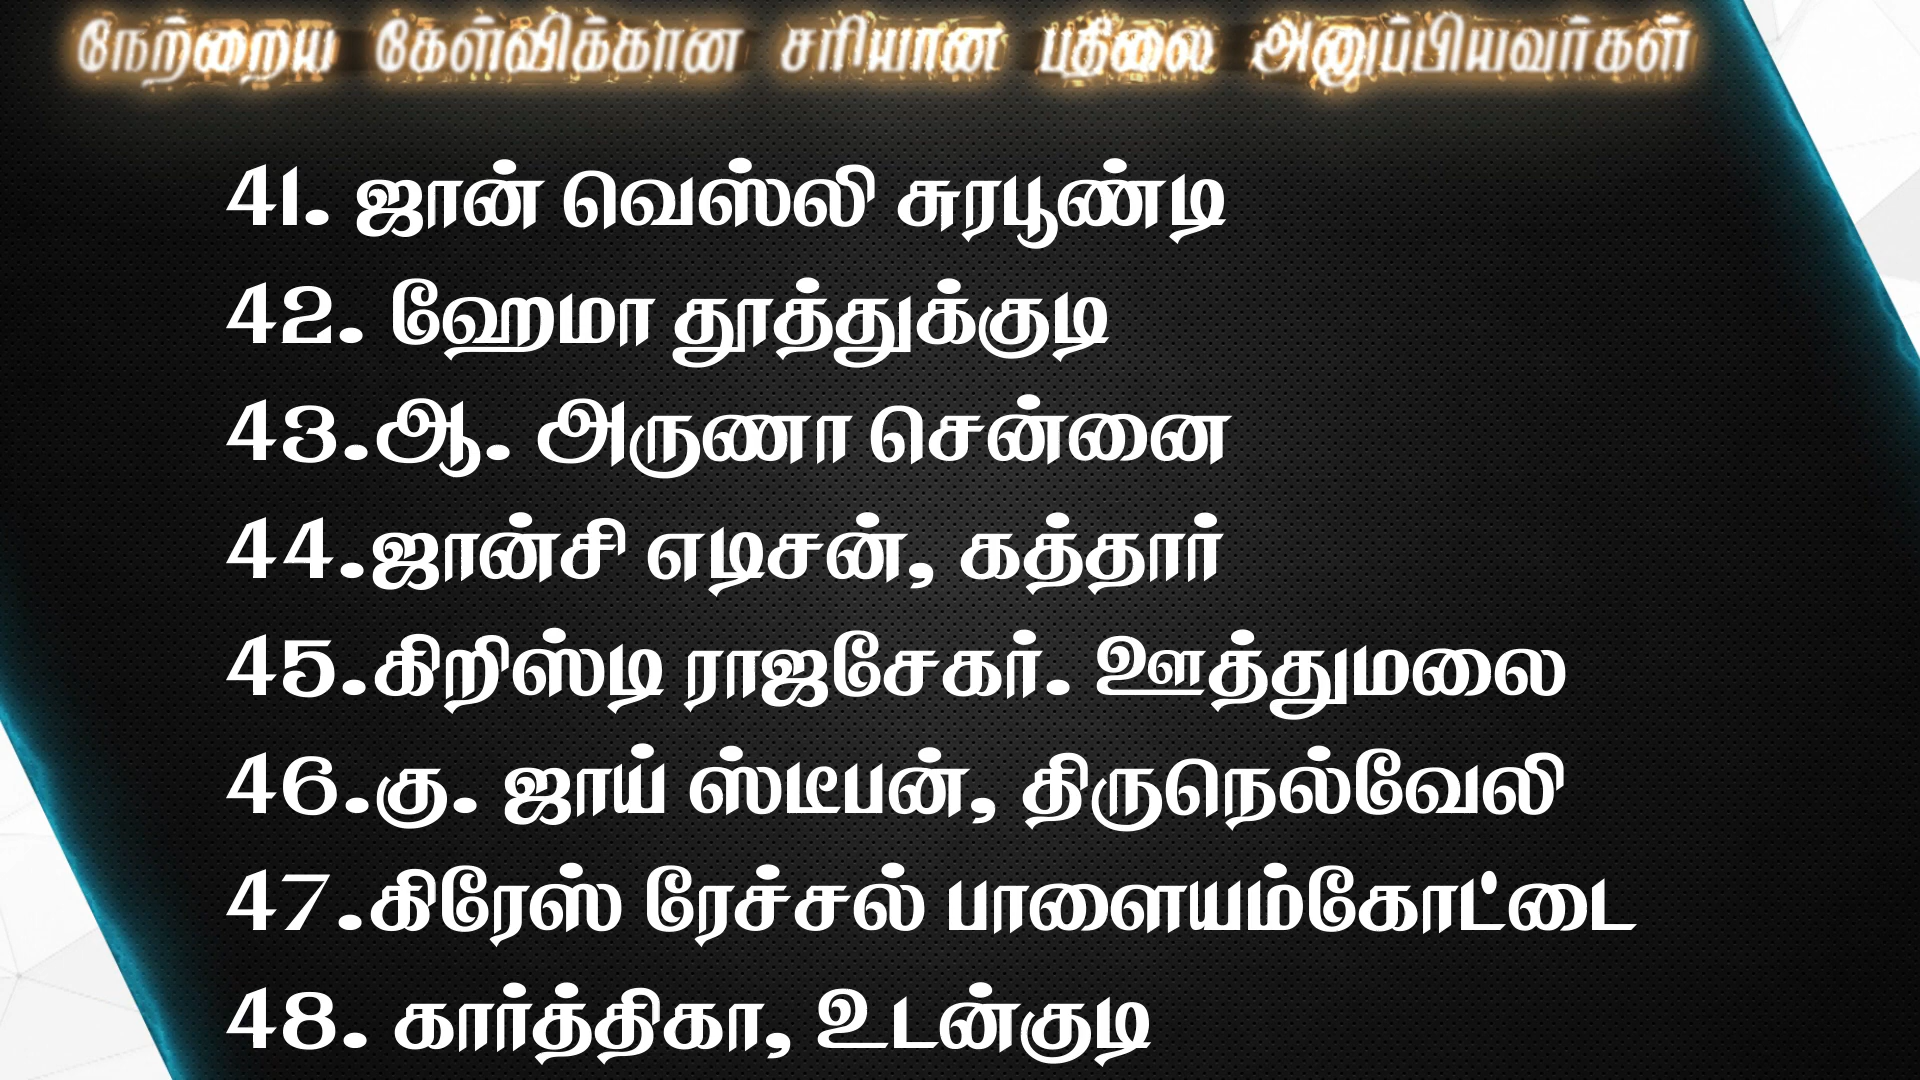 நேற்றைய கேள்விக்கான சரியான பதிலை அனுப்பியவர்கள்
41. ஜான் வெஸ்லி சுரபூண்டி
42. ஹேமா தூத்துக்குடி
43.ஆ. அருணா சென்னை
44.ஜான்சி எடிசன், கத்தார்
45.கிறிஸ்டி ராஜசேகர். ஊத்துமலை
46.கு. ஜாய் ஸ்டீபன், திருநெல்வேலி
47.கிரேஸ் ரேச்சல் பாளையம்கோட்டை
48. கார்த்திகா, உடன்குடி